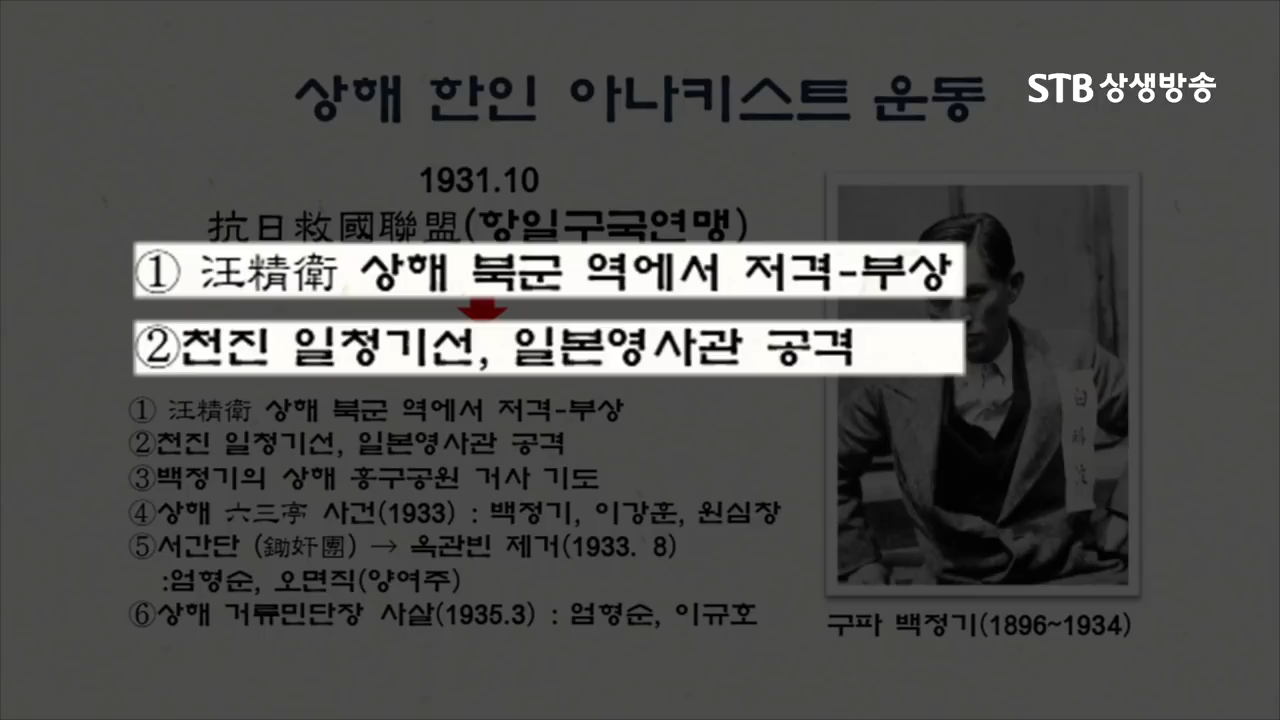 상해 한인 아나키스트 운동
STB 상생방송
1931.10
抗日救國聯盟(항일구국연맹)
① 汪精衛 상해 북군 역에서 저격-부상
②천진 일청기선, 일본영사관 공격
① 汪精衛 상해 북군 역에서 저격-부상
②천진 일청기선, 일본영사관 공격
③백정기의 상해 홍구공원 거사 기도
④상해 六三亭 사건(1933) : 백정기, 이강훈, 원심창
⑤서간단 (鋤奸團) → 옥관빈 제거(1933. 8)
:엄형순, 오면직(양여주)
⑥상해 거류민단장 사살(1935.3) : 엄형순, 이규호
구파 백정기(1896~1934)